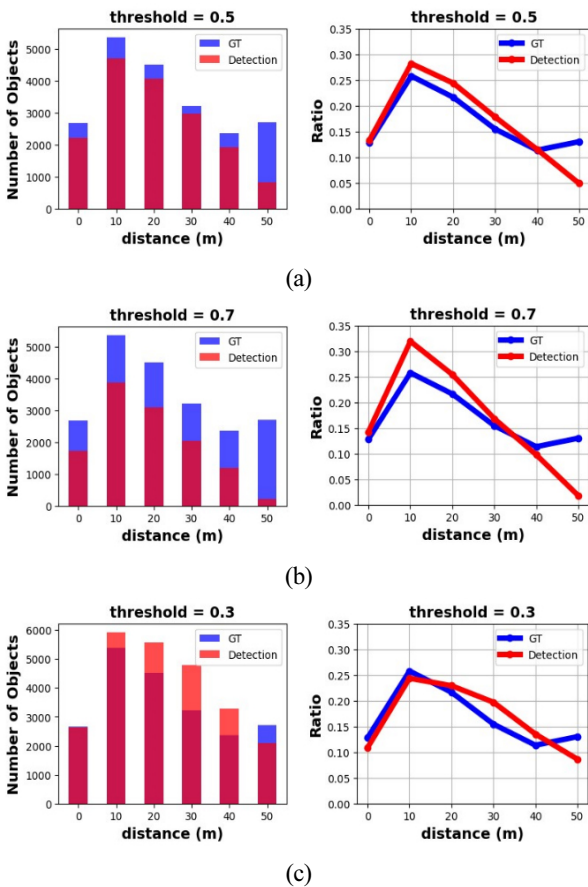 threshold = 0.5
Number of Objects
5000
4000
3000
2000
1000
0
GT
Detection
0 10 20 30 40 50
distance (m)
threshold = 0.5
Ratio
0.35
0.30
0.25
0.20
0.15
0.10
0.05
0.00
GT
Detection
0 10 20 30 40 50
distance (m)
(a)
threshold = 0.7
Number of Objects
5000
4000
3000
2000
1000
0
GT
Detection
0 10 20 30 40 50
distance (m)
threshold = 0.7
Ratio
0.35
0.30
0.25
0.20
0.15
0.10
0.05
0.00
GT
Detection
0 10 20 30 40 50
distance (m)
(b)
threshold = 0.3
Number of Objects
6000
5000
4000
3000
2000
1000
0
GT
Detection
0 10 20 30 40 50
distance (m)
threshold = 0.3
Ratio
0.35
0.30
0.25
0.20
0.15
0.10
0.05
0.00
GT
Detection
0 10 20 30 40 50
distance (m)
(c)